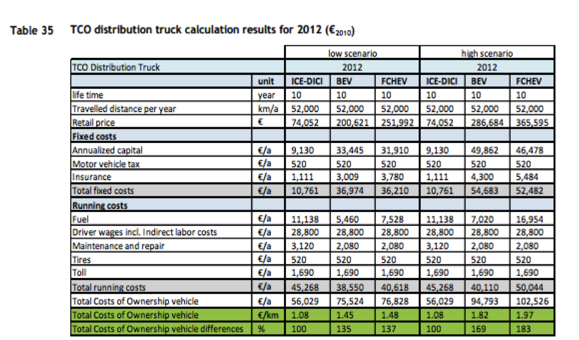 Table 35 TCO distribution truck calculation results for 2012 (€2010)
low scenario high scenario
TCO Distribution Truck 2012 2012
unit ICE-DICI BEV FCHEV ICE-DICI BEV FCHEV
life time year 10 10 10 10 10 10
Travelled distance per year km/a 52,000 52,000 52,000 52,000 52,000 52,000
Retail price € 74,052 200,621 251,992 74,052 286,684 365,595
Fixed costs
Annualized capital €/a 9,130 33,445 31,910 9,130 49,862 46,478
Motor vehicle tax €/a 520 520 520 520 520 520
Insurance €/a 1,111 3,009 3,780 1,111 4,300 5,484
Total fixed costs €/a 10,761 36,974 36,210 10,761 54,683 52,482
Running costs
Fuel €/a 11,138 5,460 7,528 11,138 7,020 16,954
Driver wages incl. Indirect labor costs €/a 28,800 28,800 28,800 28,800 28,800 28,800
Maintenance and repair €/a 3,120 2,080 2,080 3,120 2,080 2,080
Tires €/a 520 520 520 520 520 520
Toll €/a 1,690 1,690 1,690 1,690 1,690 1,690
Total running costs €/a 45,268 38,550 40,618 45,268 40,110 50,044
Total Costs of Ownership vehicle €/a 56,029 75,524 76,828 56,029 94,793 102,526
Total Costs of Ownership vehicle €/km 1.08 1.45 1.48 1.08 1.82 1.97
Total Costs of Ownership vehicle differences % 100 135 137 100 169 183